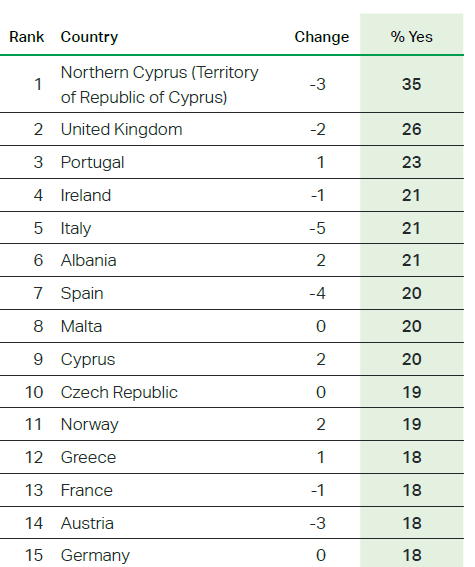 Rank Country Change % Yes
1 Northern Cyprus (Territory
of Republic of Cyprus) -3 35
2 United Kingdom -2 26
3 Portugal 1 23
4 Ireland -1 21
5 Italy -5 21
6 Albania 2 21
7 Spain -4 20
8 Malta 0 20
9 Cyprus 2 20
10 Czech Republic 0 19
11 Norway 2 19
12 Greece 1 18
13 France -1 18
14 Austria -3 18
15 Germany 0 18